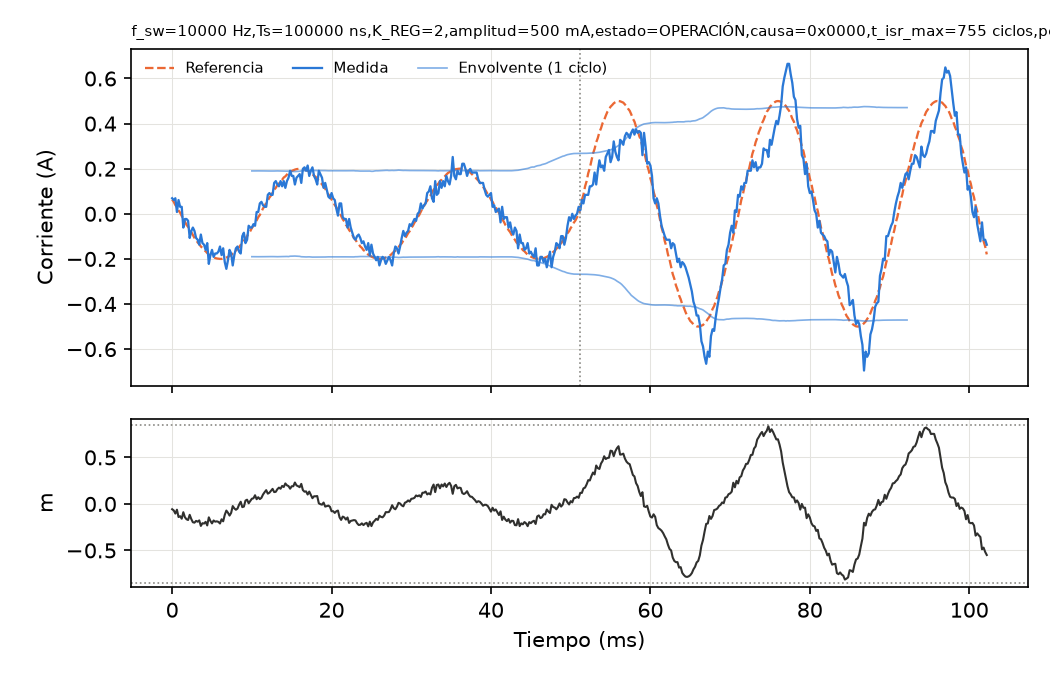 f_sw=10000 Hz,Ts=100000 ns,K_REG=2,amplitud=500 mA,estado=OPERACIÓN,causa=0x0000,t_isr_max=755 ciclos,
Referencia Medida Envolvente (1 ciclo)
0.6
0.4
0.2
0.0
−0.2
−0.4
−0.6
Corriente (A)
0.5
0.0
−0.5
m
0 20 40 60 80 100
Tiempo (ms)